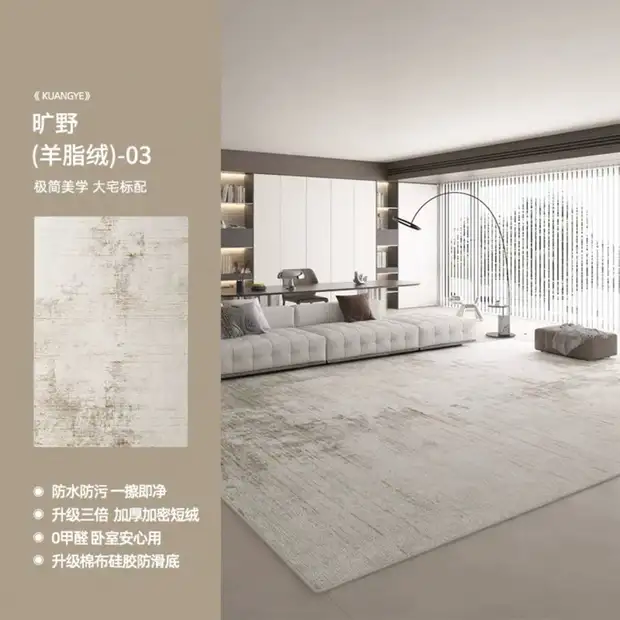 《 KUANGYE》
旷野
(羊脂绒)-03
极简美学 大宅标配
防水防污 一擦即净
升级三倍 加厚加密短绒
0甲醛 卧室安心用
升级棉布硅胶防滑底